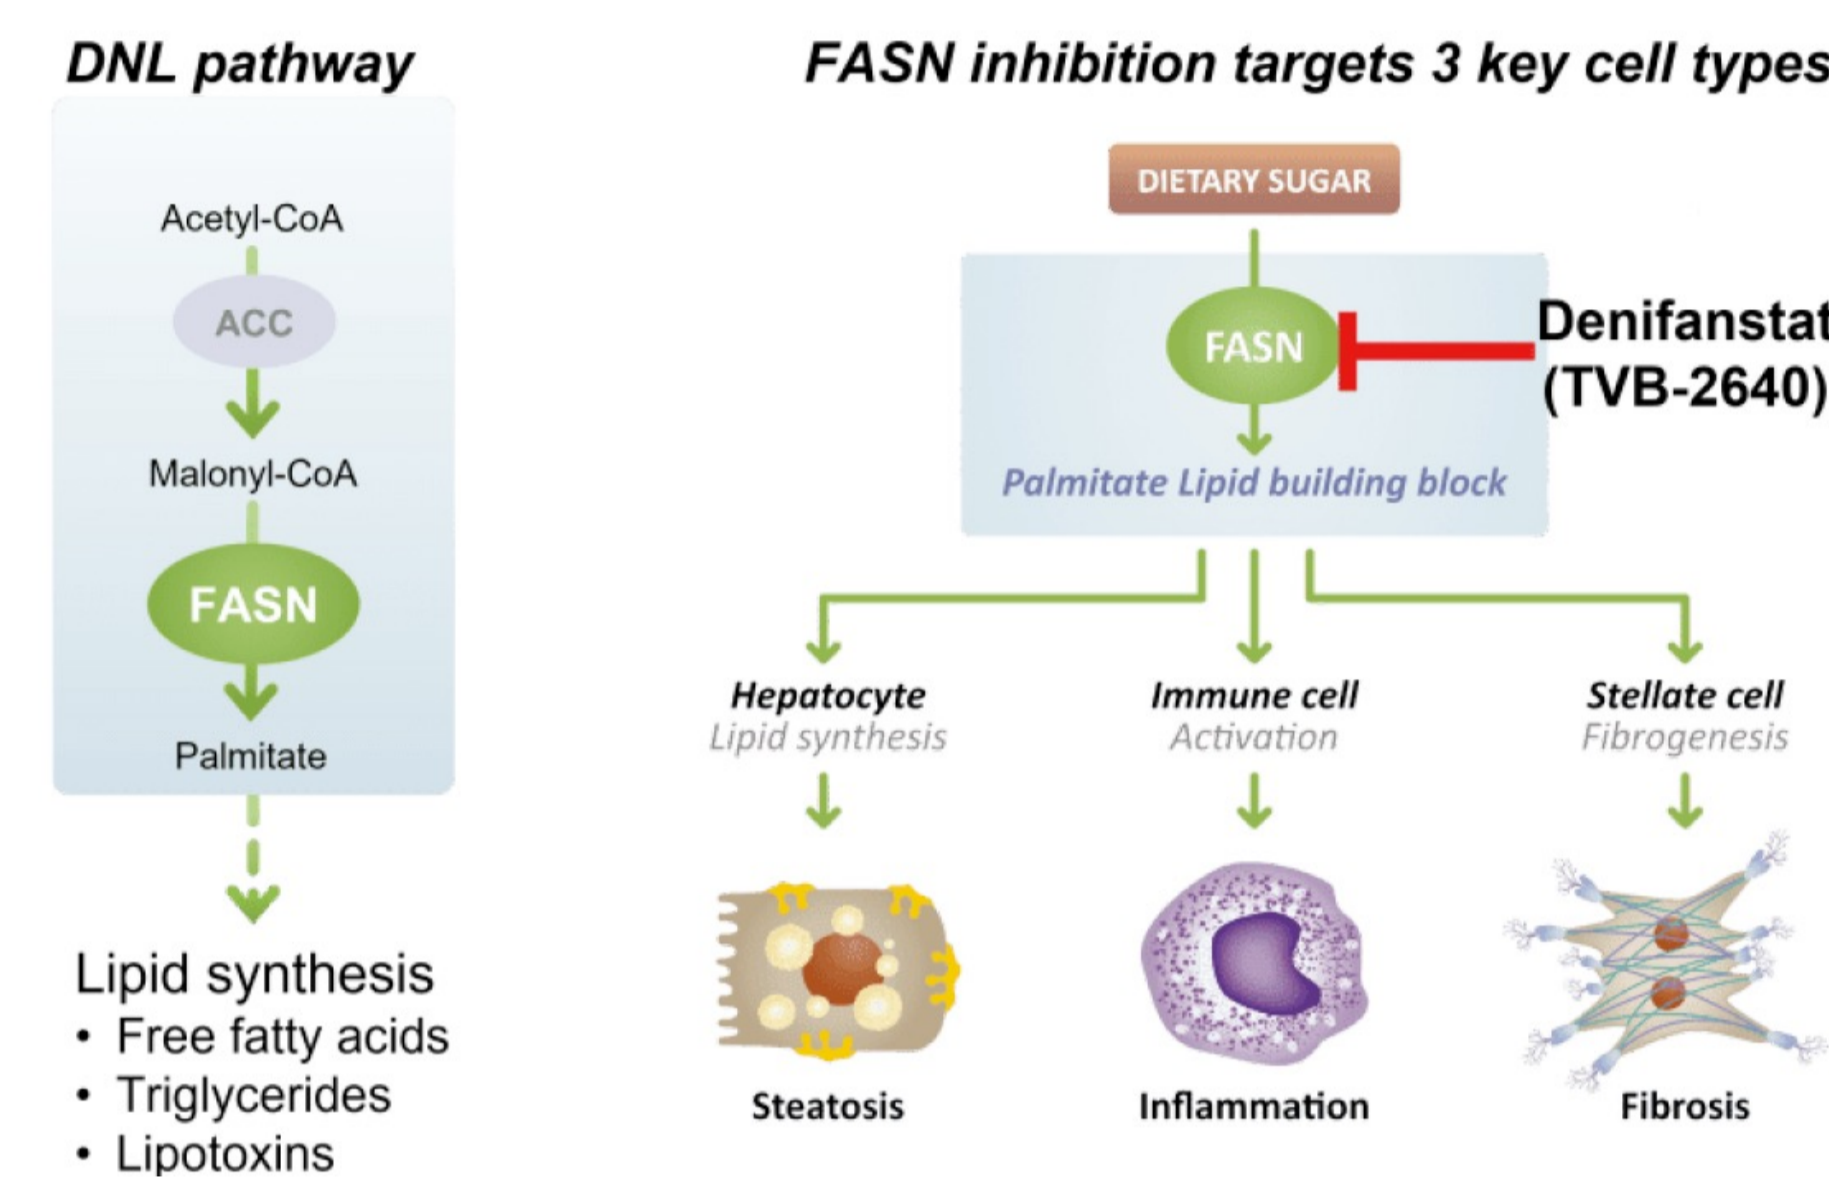 DNL pathway
Acetyl-CoA
ACC
Malonyl-CoA
FASN
Palmitate
Lipid synthesis
• Free fatty acids
• Triglycerides
• Lipotoxins
FASN inhibition targets 3 key cell types
DIETARY SUGAR
FASN
Denifanstat
(TVB-2640)
Palmitate Lipid building block
Hepatocyte
Lipid synthesis
Steatosis
Immune cell
Activation
Inflammation
Stellate cell
Fibrogenesis
Fibrosis